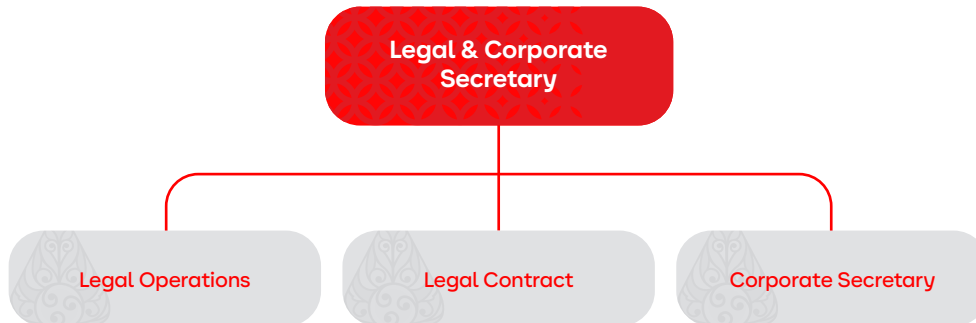 Legal & Corporate
Secretary
Legal Operations
Legal Contract
Corporate Secretary